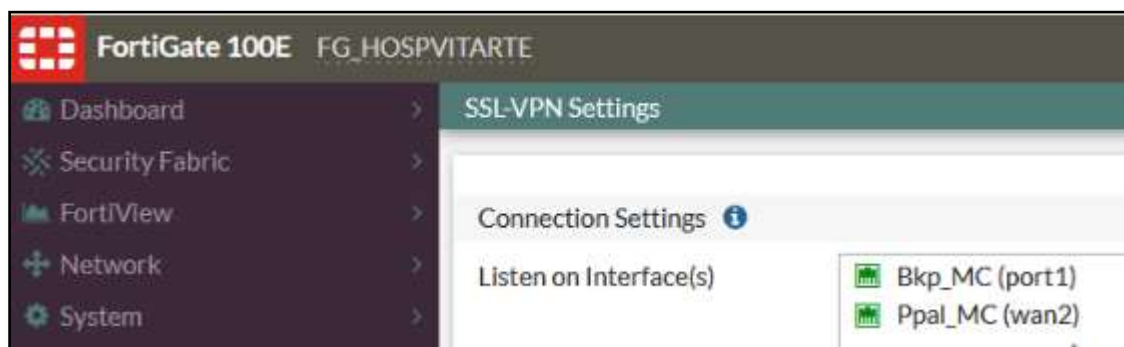 FortiGate 100E FG_HOSPVITARTE
Dashboard
SSL-VPN Settings
Security Fabric
FortiView
Connection Settings
Network
Listen on Interface(s)
Bkp_MC (port1)
System
Ppal_MC (wan2)